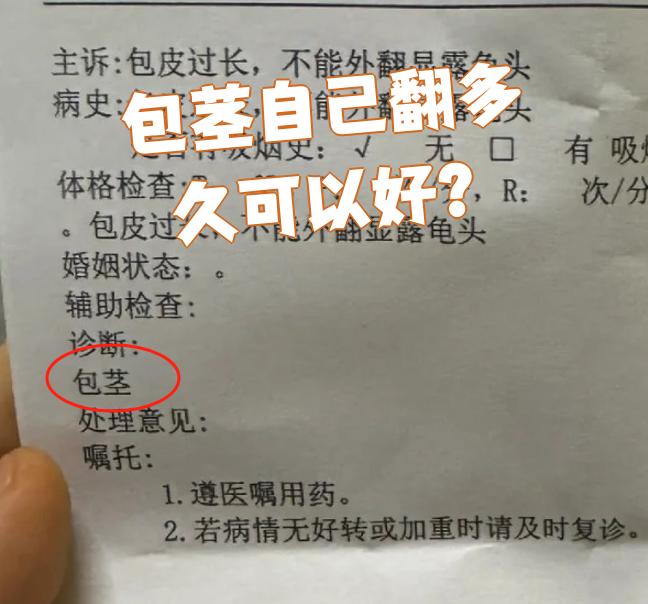 主诉:包皮过长，不能外翻显露龟头
病史:
包茎自己翻多
久可以好?
吸烟史: √ 无 □ 有 吸烟
体格检查:
，R: 次/分
。包皮过长，不能外翻显露龟头
婚姻状态: 。
辅助检查:
诊断:
包茎
处理意见:
嘱托:
1.遵医嘱用药。
2.若病情无好转或加重时请及时复诊。